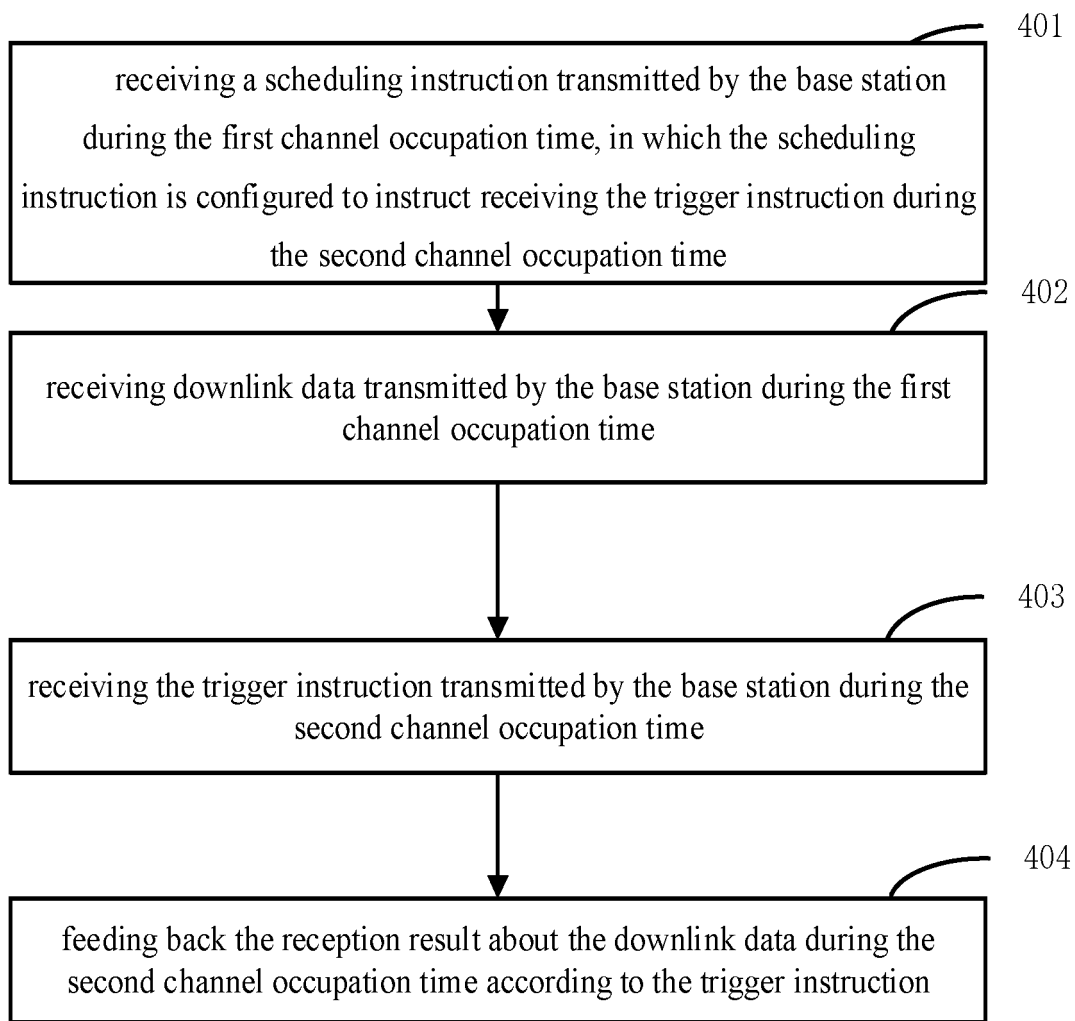 401
receiving a scheduling instruction transmitted by the base station
during the first channel occupation time, in which the scheduling
instruction is configured to instruct receiving the trigger instruction during
the second channel occupation time
402
receiving downlink data transmitted by the base station during the first
channel occupation time
403
receiving the trigger instruction transmitted by the base station during the
second channel occupation time
404
feeding back the reception result about the downlink data during the
second channel occupation time according to the trigger instruction